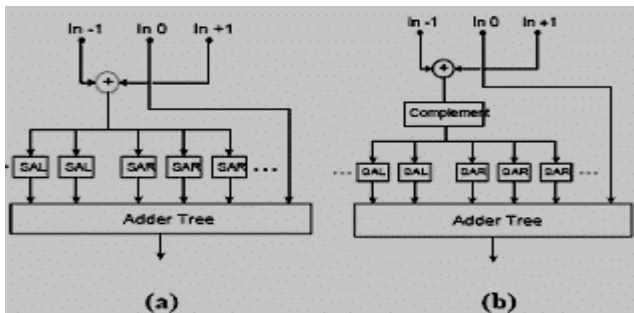 In -1 In 0 In +1
+
SAL SAL SAR SAR SAR ...
Adder Tree
(a)
In -1 In 0 In +1
+
Complement
... SAL SAL SAR SAR SAR ...
Adder Tree
(b)